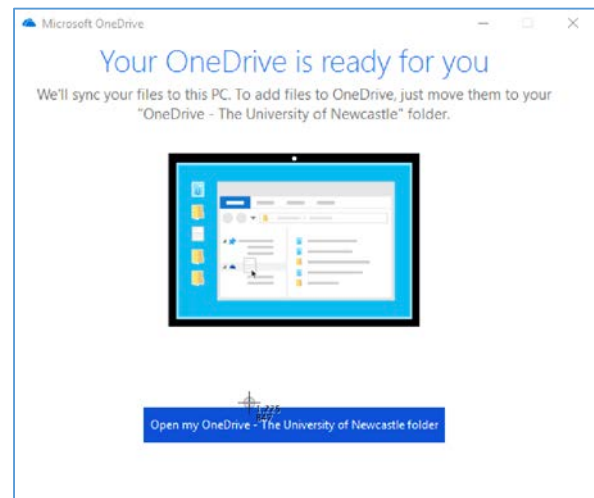 Microsoft OneDrive
Your OneDrive is ready for you
We'll sync your files to this PC. To add files to OneDrive, just move them to your
"OneDrive - The University of Newcastle" folder.
Open my OneDrive - The University of Newcastle folder